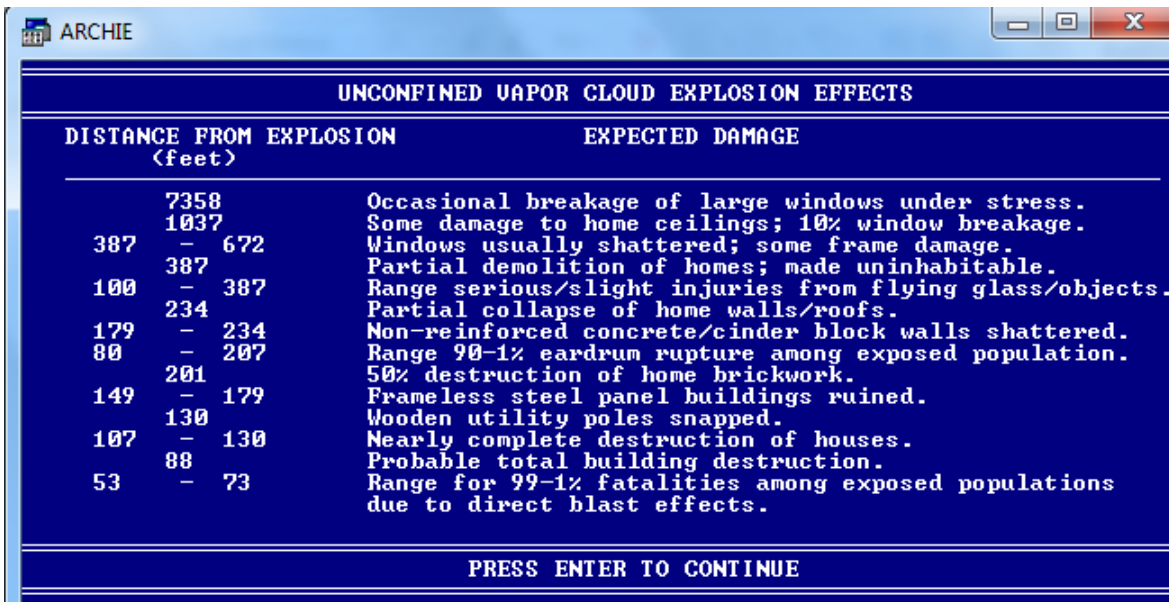 ARCHIE
UNCONFINED VAPOR CLOUD EXPLOSION EFFECTS
DISTANCE FROM EXPLOSION EXPECTED DAMAGE
(feet)
7358 Occasional breakage of large windows under stress.
1037 Some damage to home ceilings; 10% window breakage.
387 - 672 Windows usually shattered; some frame damage.
387 Partial demolition of homes; made uninhabitable.
100 - 387 Range serious/slight injuries from flying glass/objects.
234 Partial collapse of home walls/roofs.
179 - 234 Non-reinforced concrete/cinder block walls shattered.
80 - 207 Range 90-1% eardrum rupture among exposed population.
201 50% destruction of home brickwork.
149 - 179 Frameless steel panel buildings ruined.
130 Wooden utility poles snapped.
107 - 130 Nearly complete destruction of houses.
88 Probable total building destruction.
53 - 73 Range for 99-1% fatalities among exposed populations
due to direct blast effects.
PRESS ENTER TO CONTINUE